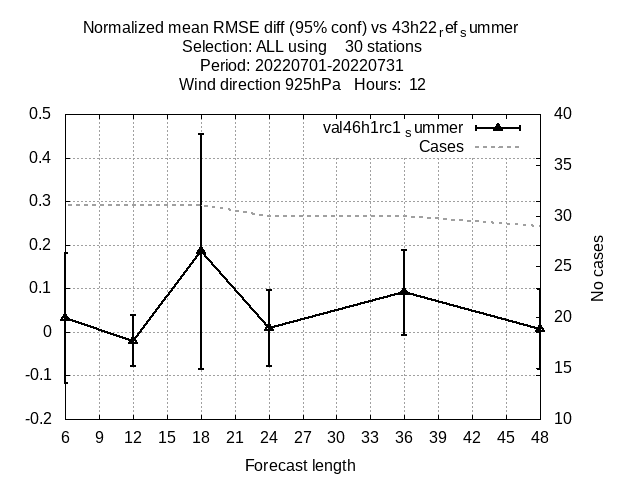 Normalized mean RMSE diff (95% conf) vs 43h22refsummer
Selection: ALL using 30 stations
Period: 20220701-20220731
Wind direction 925hPa Hours: 12
val46h1rc1summer
Cases
0.5
0.4
0.3
0.2
0.1
0
-0.1
-0.2
40
35
30
25
20
15
10
No cases
6 9 12 15 18 21 24 27 30 33 36 39 42 45 48
Forecast length